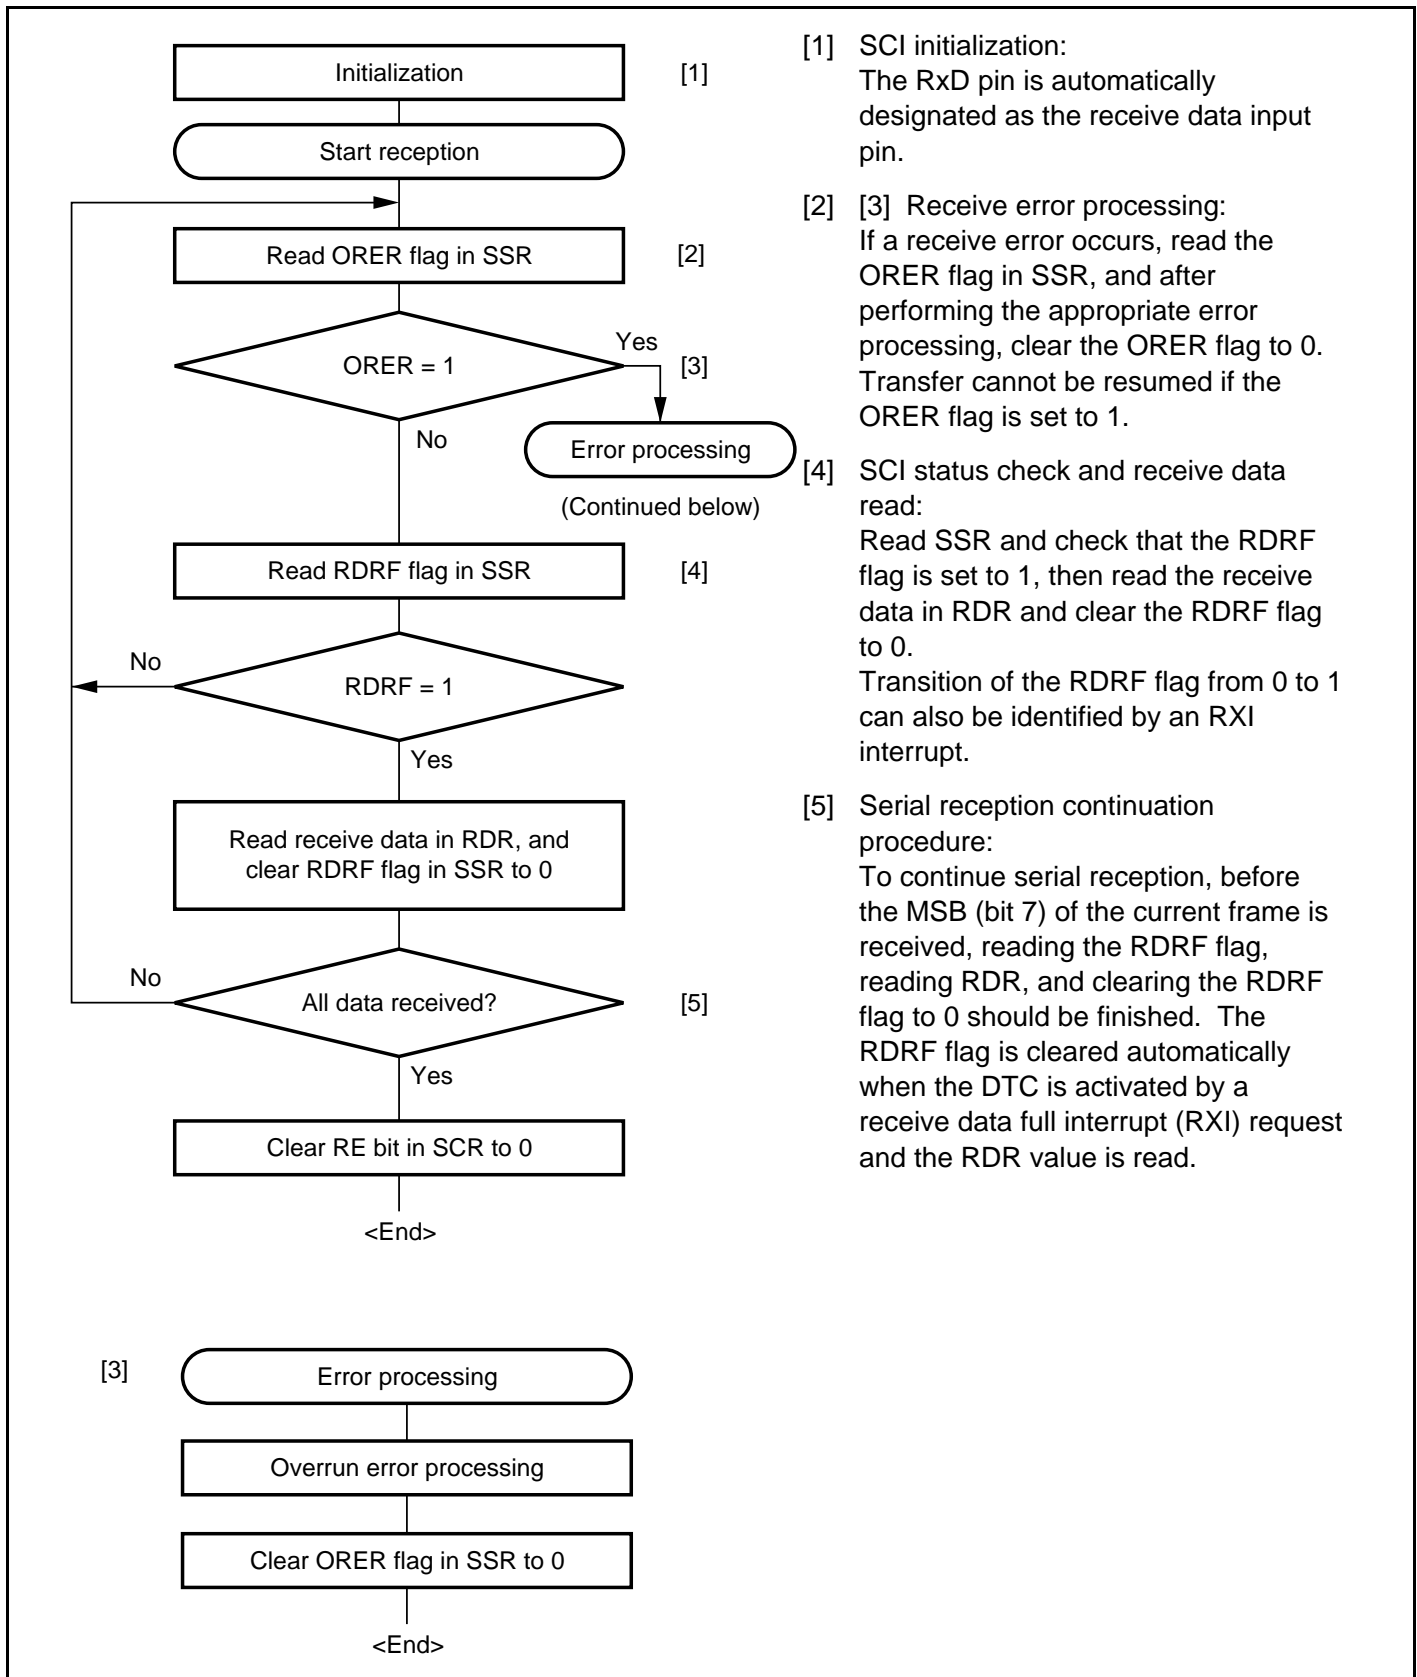 Initialization
[1]
Start reception
Read ORER flag in SSR
[2]
ORER = 1
Yes
[3]
No
Error processing
(Continued below)
Read RDRF flag in SSR
[4]
No
RDRF = 1
Yes
Read receive data in RDR, and
clear RDRF flag in SSR to 0
No
All data received?
[5]
Yes
Clear RE bit in SCR to 0
<End>
[3]
Error processing
Overrun error processing
Clear ORER flag in SSR to 0
<End>
[1] SCI initialization:
The RxD pin is automatically
designated as the receive data input
pin.
[2] [3] Receive error processing:
If a receive error occurs, read the
ORER flag in SSR, and after
performing the appropriate error
processing, clear the ORER flag to 0.
Transfer cannot be resumed if the
ORER flag is set to 1.
[4] SCI status check and receive data
read:
Read SSR and check that the RDRF
flag is set to 1, then read the receive
data in RDR and clear the RDRF flag
to 0.
Transition of the RDRF flag from 0 to 1
can also be identified by an RXI
interrupt.
[5] Serial reception continuation
procedure:
To continue serial reception, before
the MSB (bit 7) of the current frame is
received, reading the RDRF flag,
reading RDR, and clearing the RDRF
flag to 0 should be finished. The
RDRF flag is cleared automatically
when the DTC is activated by a
receive data full interrupt (RXI) request
and the RDR value is read.